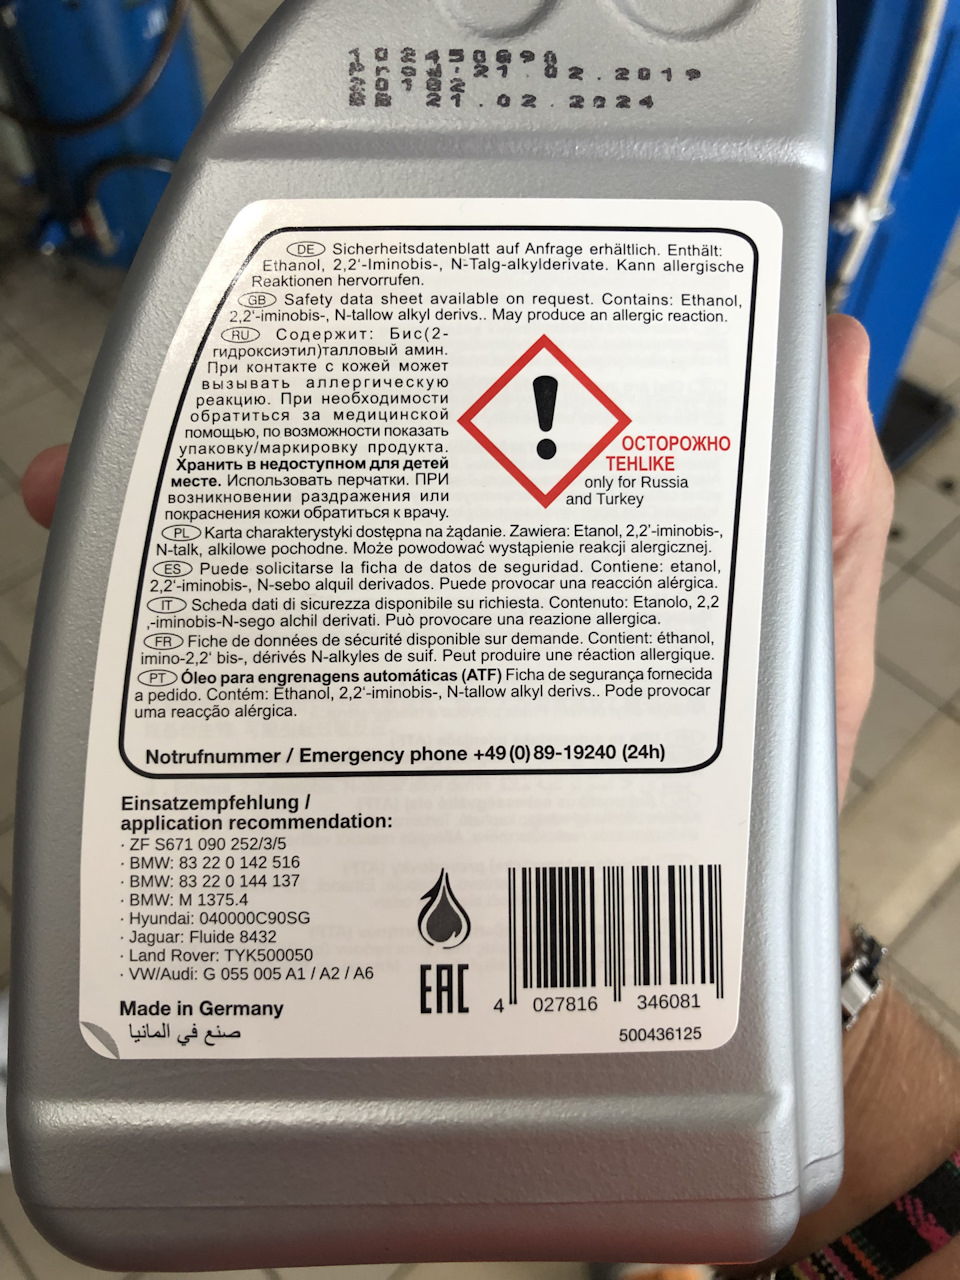 21.02.2019
21.02.2024
DE Sicherheitsdatenblatt auf Anfrage erhältlich. Enthält:
Ethanol, 2,2‘-Iminobis-, N-Talg-alkylderivate. Kann allergische
Reaktionen hervorrufen.
GB Safety data sheet available on request. Contains: Ethanol,
2,2‘-iminobis-, N-tallow alkyl derivs.. May produce an allergic reaction.
RU Содержит: Бис(2-
гидроксиэтил)талловый амин.
При контакте с кожей может
вызывать аллергическую
реакцию. При необходимости
обратиться за медицинской
помощью, по возможности показать
упаковку/маркировку продукта.
Хранить в недоступном для детей
месте. Использовать перчатки. ПРИ
возникновении раздражения или
покраснения кожи обратиться к врачу.
ОСТОРОЖНО
TEHLIKE
only for Russia
and Turkey
PL Karta charakterystyki dostępna na żądanie. Zawiera: Etanol, 2,2’-iminobis-,
N-talk, alkilowe pochodne. Może powodować wystąpienie reakcji alergicznej.
ES Puede solicitarse la ficha de datos de seguridad. Contiene: etanol,
2,2‘-iminobis-, N-sebo alquil derivados. Puede provocar una reacción alérgica.
IT Scheda dati di sicurezza disponibile su richiesta. Contenuto: Etanolo, 2,2
‚-iminobis-N-sego alchil derivati. Può provocare una reazione allergica.
FR Fiche de données de sécurité disponible sur demande. Contient: éthanol,
imino-2,2‘ bis-, dérivés N-alkyles de suif. Peut produire une réaction allergique.
PT Óleo para engrenagens automáticas (ATF) Ficha de segurança fornecida
a pedido. Contém: Ethanol, 2,2‘-iminobis-, N-tallow alkyl derivs.. Pode provocar
uma reacção alérgica.
Notrufnummer / Emergency phone +49(0)89-19240 (24h)
Einsatzempfehlung /
application recommendation:
· ZF S671 090 252/3/5
· BMW: 83 22 0 142 516
· BMW: 83 22 0 144 137
· BMW: M 1375.4
· Hyundai: 040000C90SG
· Jaguar: Fluide 8432
· Land Rover: TYK500050
· VW/Audi: G 055 005 A1 / A2 / A6
EAC
4 027816 346081
Made in Germany
صنع في المانيا
500436125